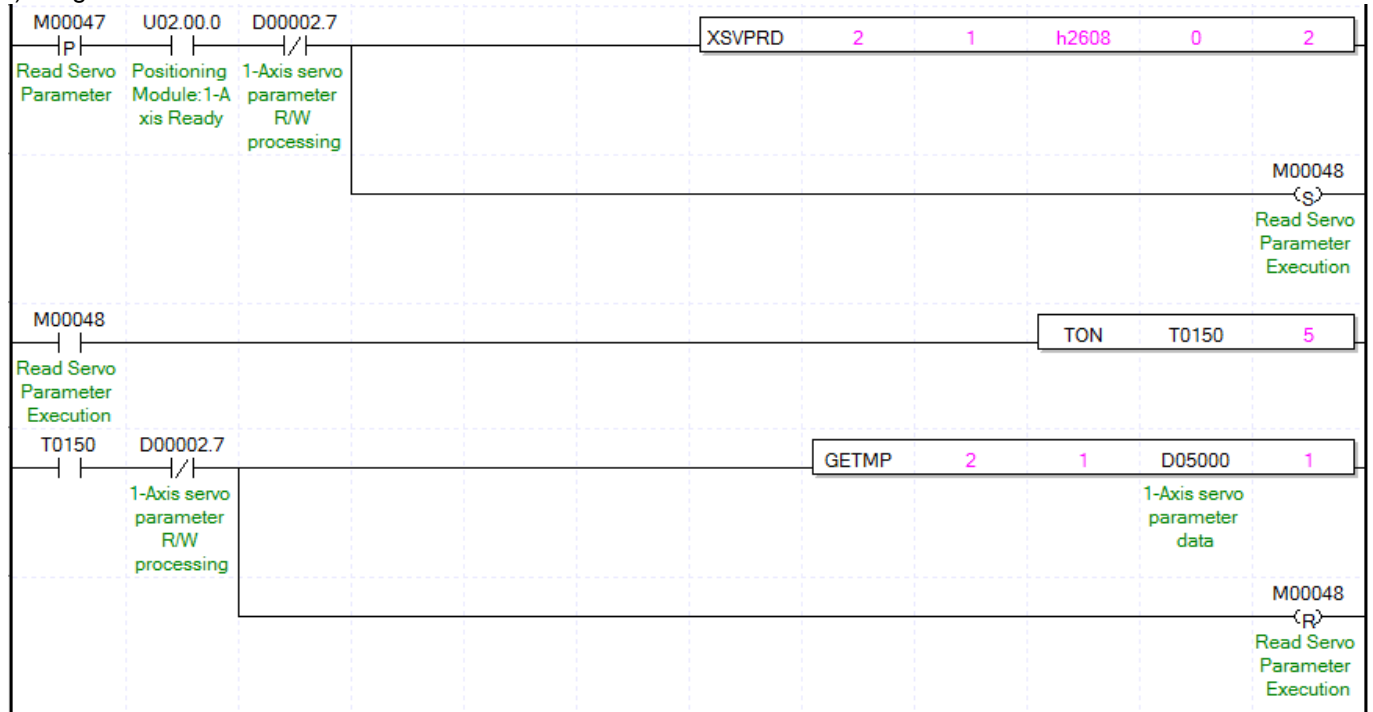 M00047 U02.00.0 D00002.7
P / XSVPRD 2 1 h2608 0 2
Read Servo Positioning 1-Axis servo
Parameter Module:1-A parameter
xis Ready R/W
processing
M00048
S
Read Servo
Parameter
Execution
M00048
TON T0150 5
Read Servo
Parameter
Execution
T0150 D00002.7
/ GETMP 2 1 D05000 1
1-Axis servo 1-Axis servo
parameter parameter
R/W data
processing
M00048
R
Read Servo
Parameter
Execution